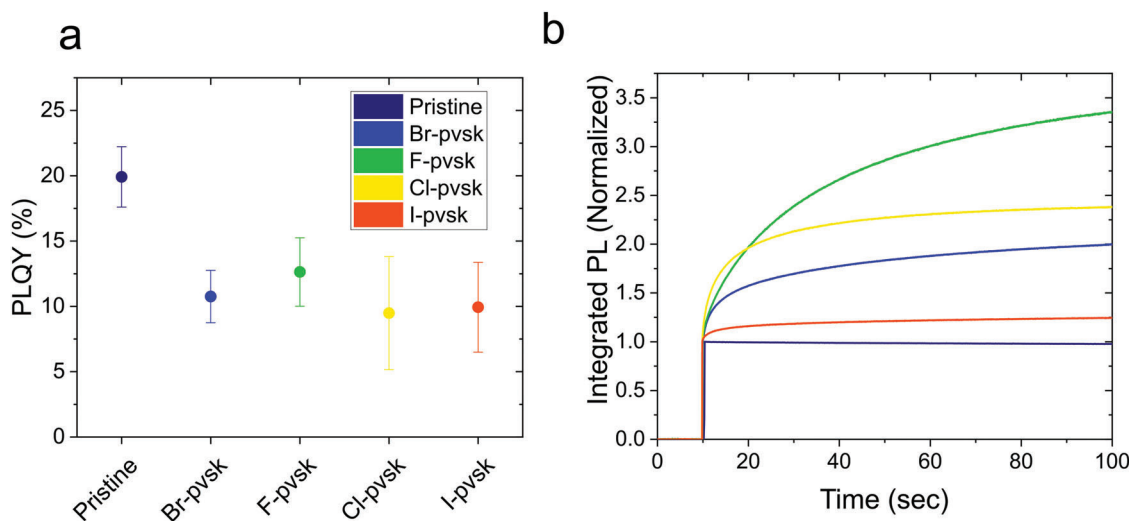 a
PLQY (%)
25
20
15
10
5
0
Pristine
Br-pvsk
F-pvsk
Cl-pvsk
I-pvsk
Pristine
Br-pvsk
F-pvsk
Cl-pvsk
I-pvsk
b
Integrated PL (Normalized)
3.5
3.0
2.5
2.0
1.5
1.0
0.5
0.0
0 20 40 60 80 100
Time (sec)